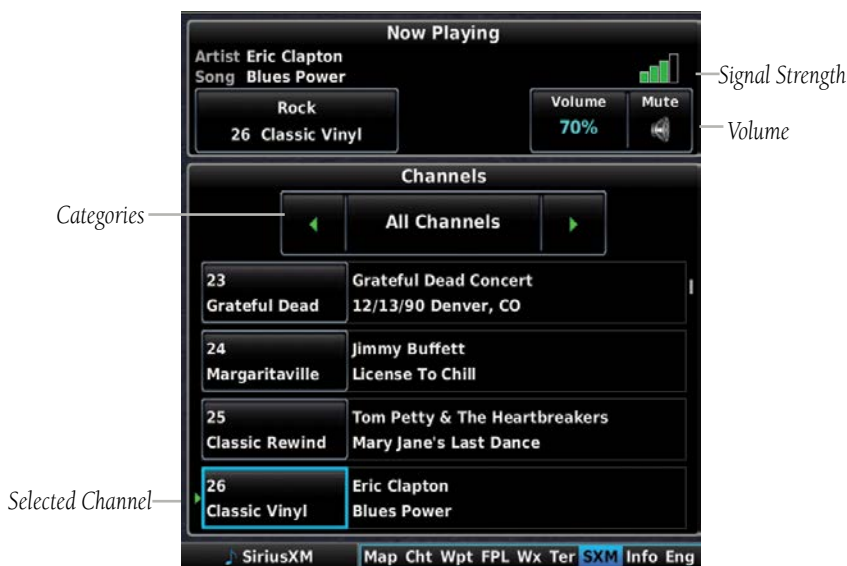 Now Playing
Artist Eric Clapton
Song Blues Power
Signal Strength
Rock
26 Classic Vinyl
Volume
70%
Mute
Volume
Channels
Categories
All Channels
23
Grateful Dead
Grateful Dead Concert
12/13/90 Denver, CO
24
Margaritaville
Jimmy Buffett
License To Chill
25
Classic Rewind
Tom Petty & The Heartbreakers
Mary Jane's Last Dance
Selected Channel
26
Classic Vinyl
Eric Clapton
Blues Power
SiriusXM
Map Cht Wpt FPL Wx Ter SXM Info Eng